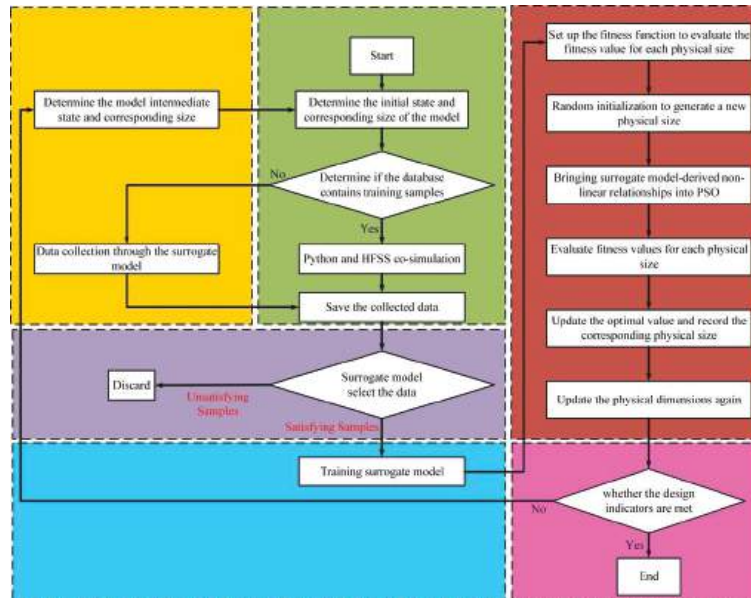 Start
Determine the initial state and
corresponding size of the model
Determine the model intermediate
state and corresponding size
No
Determine if the database
contains training samples
Yes
Data collection through the surrogate
model
Python and HFSS co-simulation
Save the collected data
Surrogate model
select the data
Discard
Unsatisfying
Samples
Satisfying Samples
Training surrogate model
Set up the fitness function to evaluate the
fitness value for each physical size
Random initialization to generate a new
physical size
Bringing surrogate model-derived non-
linear relationships into PSO
Evaluate fitness values for each physical
size
Update the optimal value and record the
corresponding physical size
Update the physical dimensions again
whether the design
indicators are met
No
Yes
End